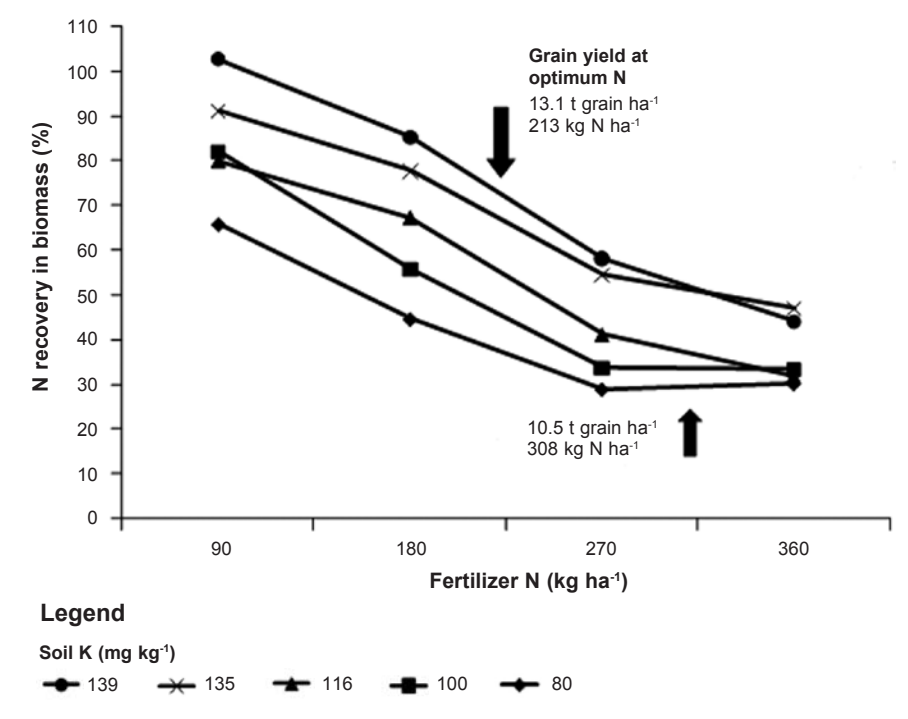 110
100
90
80
70
60
50
40
30
20
10
0
N recovery in biomass (%)
Grain yield at
optimum N
13.1 t grain ha⁻¹
213 kg N ha⁻¹
10.5 t grain ha⁻¹
308 kg N ha⁻¹
90 180 270 360
Fertilizer N (kg ha⁻¹)
Legend
Soil K (mg kg⁻¹)
139 135 116 100 80